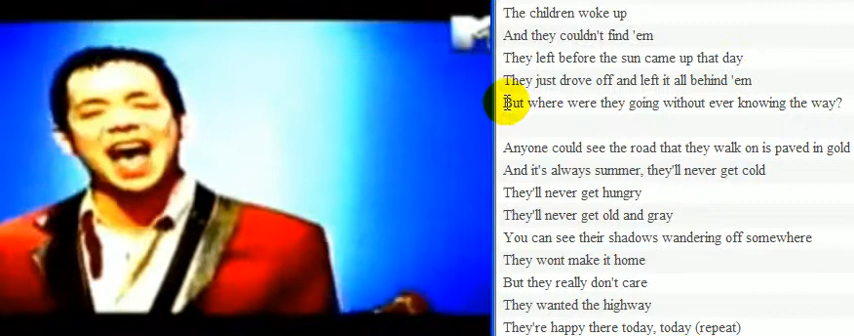 The children woke up
And they couldn't find 'em
They left before the sun came up that day
They just drove off and left it all behind 'em
But where were they going without ever knowing the way?
Anyone could see the road that they walk on is paved in gold
And it's always summer, they'll never get cold
They'll never get hungry
They'll never get old and gray
You can see their shadows wandering off somewhere
They wont make it home
But they really don't care
They wanted the highway
They're happy there today, today (repeat)